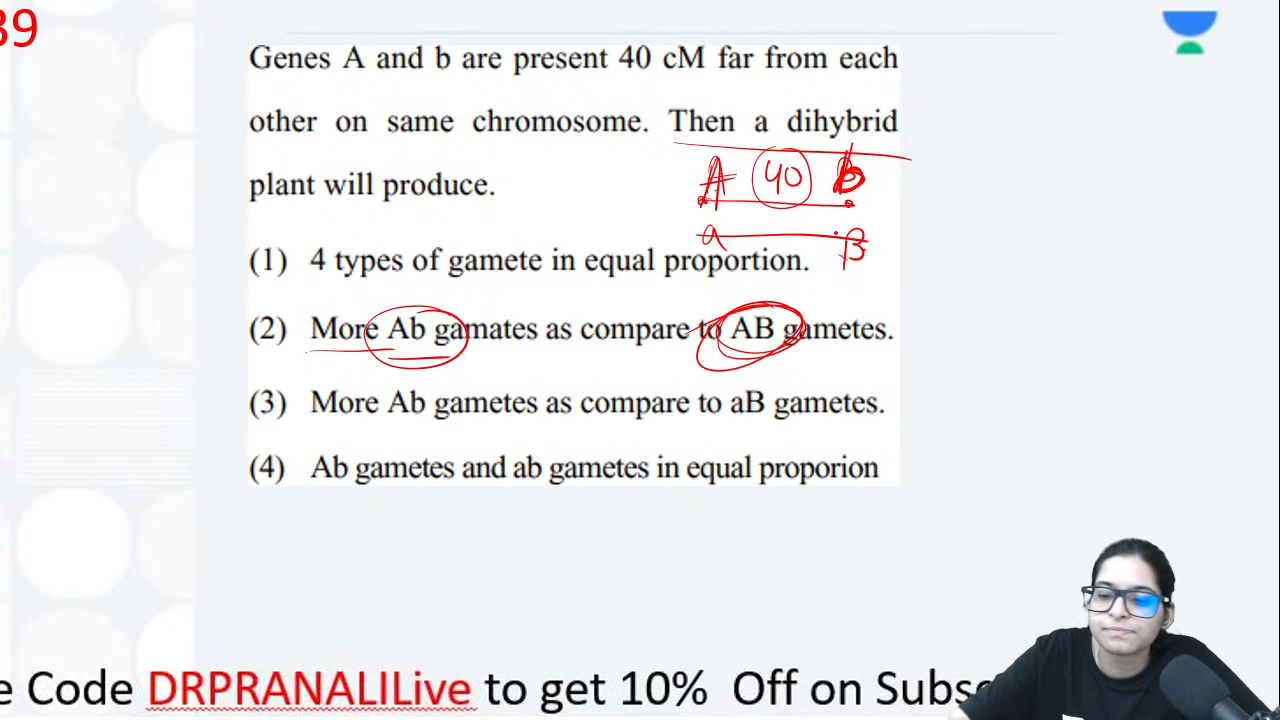 39
Genes A and b are present 40 cM far from each
other on same chromosome. Then a dihybrid
plant will produce.
A 40 b
a B
(1) 4 types of gamete in equal proportion.
(2) More Ab gamates as compare to AB gametes.
(3) More Ab gametes as compare to aB gametes.
(4) Ab gametes and ab gametes in equal proporion
e Code DRPRANALILive to get 10% Off on Subs